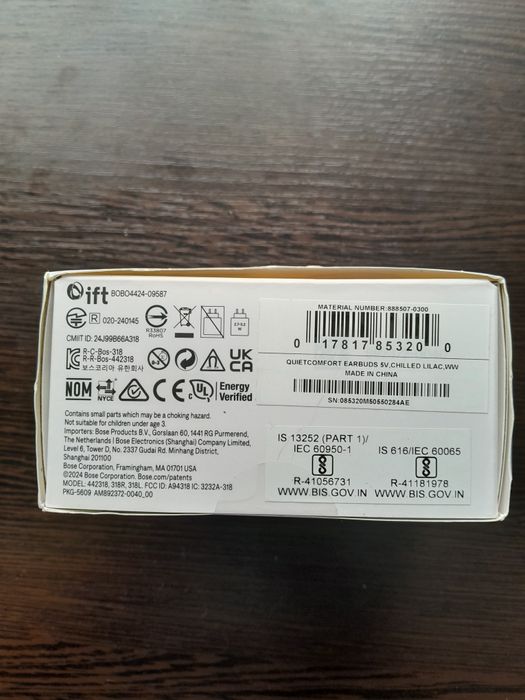 ift BOBO4424-09587
R 020-240145
R33807
RoHS
CMIIT ID: 24J99B66A318
R-C-Bos-318
R-R-Bos-442318
보스코리아 유한회사
UK
CA
NOM NYCE CE UL Energy
Verified
Contains small parts which may be a choking hazard.
Not suitable for children under age 3.
Importers: Bose Products B.V., Gorslaan 60, 1441 RG Purmerend,
The Netherlands | Bose Electronics (Shanghai) Company Limited,
Level 6, Tower D, No. 2337 Gudai Rd. Minhang District,
Shanghai 201100
Bose Corporation, Framingham, MA 01701 USA
©2024 Bose Corporation. Bose.com/patents
MODEL: 442318, 318R, 318L FCC ID: A94318 IC: 3232A-318
PKG-5609 AM892372-0040_00
MATERIAL NUMBER:888507-0300
0 17817 85320 0
QUIETCOMFORT EARBUDS 5V,CHILLED LILAC,WW
MADE IN CHINA
SN:085320M50550284AE
IS 13252 (PART 1)/
IEC 60950-1
R-41056731
WWW.BIS.GOV.IN
IS 616/IEC 60065
R-41181978
WWW.BIS.GOV.IN